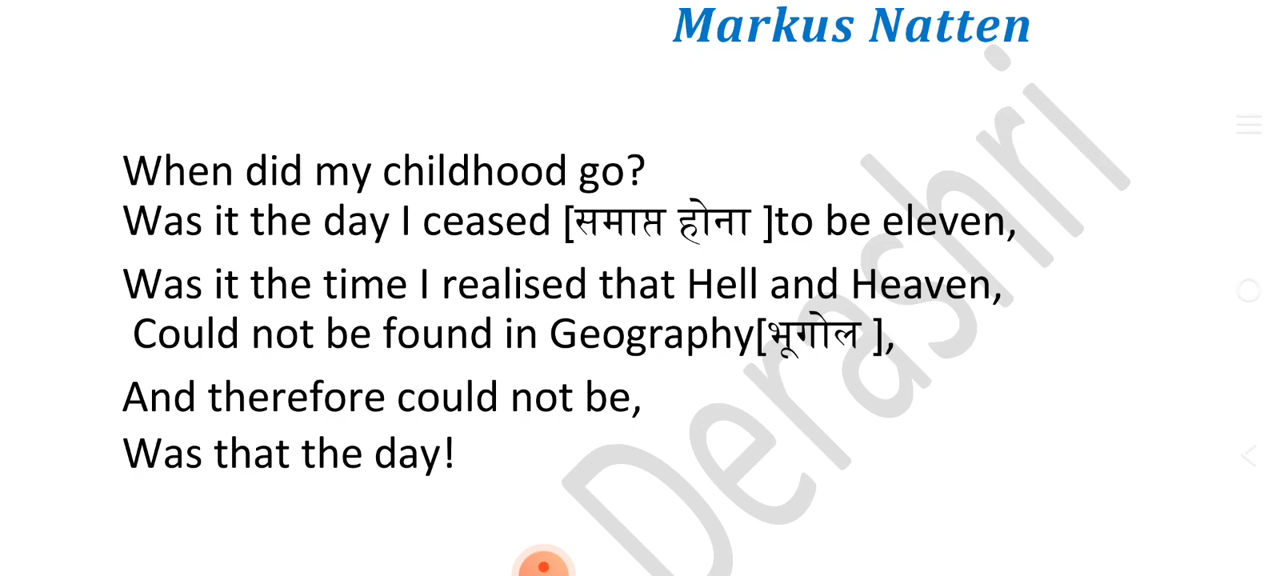 Markus Natten
When did my childhood go?
Was it the day I ceased [समाप्त होना ]to be eleven,
Was it the time I realised that Hell and Heaven,
Could not be found in Geography[भूगोल ],
And therefore could not be,
Was that the day!
Derashri